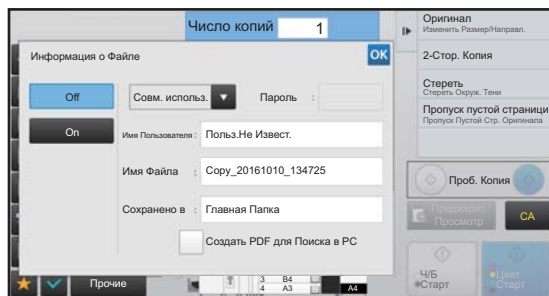 Число копий 1
Оригинал
Изменить Размер/Направл.
2-Стор. Копия
Стереть
Стереть Окруж. Тени
Пропуск пустой страници
Пропуск Пустой Стр. Оригинала
Проб. Копия
Предварит.
Просмотр
CA
Ч/Б
Старт
Цвет
Старт
Информация о Файле
OK
Off
On
Совм. использ.
Пароль :
Имя Пользователя : Польз.Не Извест.
Имя Файла : Copy_20161010_134725
Сохранено в : Главная Папка
Создать PDF для Поиска в PC
Прочие
3 B4
4 A3
A4